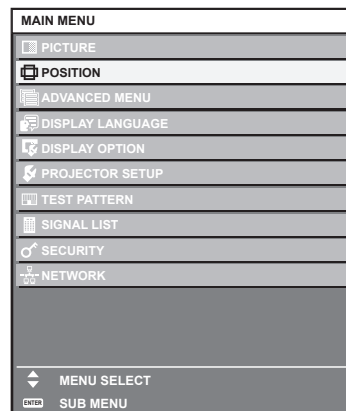 MAIN MENU
PICTURE
POSITION
ADVANCED MENU
DISPLAY LANGUAGE
DISPLAY OPTION
PROJECTOR SETUP
TEST PATTERN
SIGNAL LIST
SECURITY
NETWORK
MENU SELECT
ENTER SUB MENU